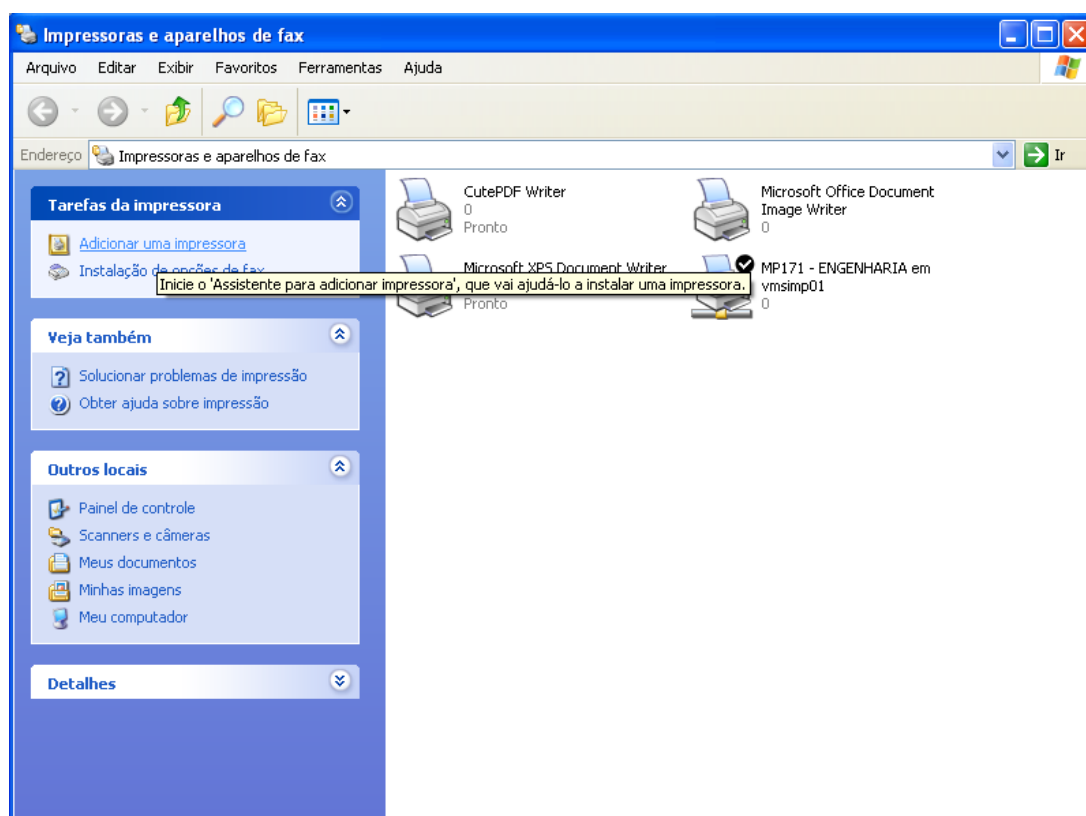 Impressoras e aparelhos de fax
Arquivo Editar Exibir Favoritos Ferramentas Ajuda
Endereço Impressoras e aparelhos de fax Ir
Tarefas da impressora
Adicionar uma impressora
Instalação de opções de fax
Inicie o 'Assistente para adicionar impressora', que vai ajudá-lo a instalar uma impressora.
Veja também
Solucionar problemas de impressão
Obter ajuda sobre impressão
Outros locais
Painel de controle
Scanners e câmeras
Meus documentos
Minhas imagens
Meu computador
Detalhes
CutePDF Writer
0
Pronto
Microsoft Office Document
Image Writer
0
Microsoft XPS Document Writer
Pronto
MP171 - ENGENHARIA em
vmsimp01
0